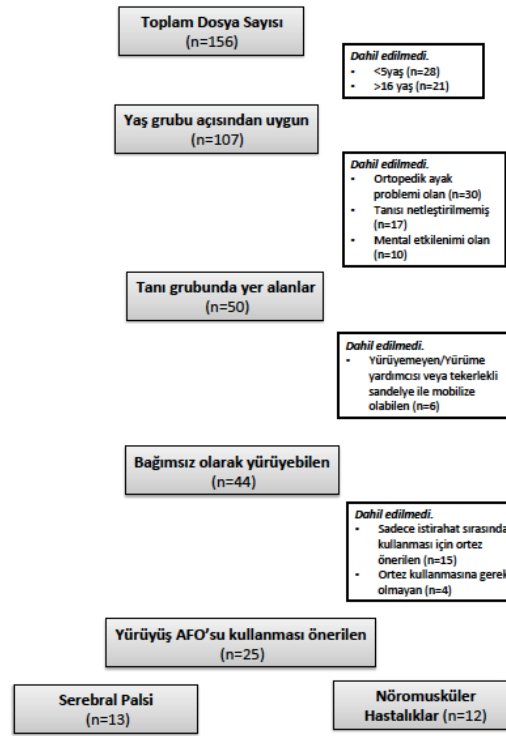 Toplam Dosya Sayısı
(n=156)
Dahil edilmedi.
• <5yaş (n=28)
• >16 yaş (n=21)
Yaş grubu açısından uygun
(n=107)
Dahil edilmedi.
• Ortopedik ayak
problemi olan (n=30)
• Tanısı netleştirilmemiş
(n=17)
• Mental etkilenimi olan
(n=10)
Tanı grubunda yer alanlar
(n=50)
Dahil edilmedi.
• Yürüyemeyen/Yürüme
yardımcısı veya tekerlekli
sandelye ile mobilize
olabilen (n=6)
Bağımsız olarak yürüyebilen
(n=44)
Dahil edilmedi.
• Sadece istirahat sırasında
kullanması için ortez
önerilen (n=15)
• Ortez kullanmasına gerek
olmayan (n=4)
Yürüyüş AFO'su kullanması önerilen
(n=25)
Serebral Palsi
(n=13)
Nöromusküler
Hastalıklar (n=12)